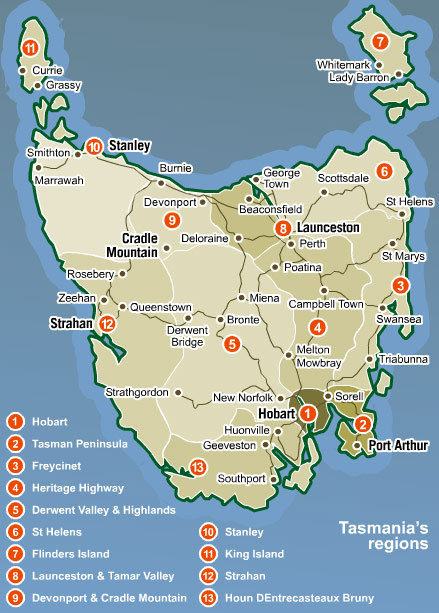 11
Currie
Grassy
7
Whitemark
Lady Barron
10
Stanley
Smithton
Marrawah
Burnie
George
Town
6
Scottsdale
Devonport
Beaconsfield
St Helens
9
8
Launceston
Cradle
Mountain
Deloraine
Perth
St Marys
Poatina
Rosebery
3
Zeehan
Miena
Campbell Town
Queenstown
Swansea
Strahan
12
Derwent
Bridge
Bronte
4
5
Melton
Mowbray
Triabunna
Strathgordon
New Norfolk
Sorell
Hobart
1
2
Huonville
Geeveston
Port Arthur
13
Southport
1 Hobart
2 Tasman Peninsula
3 Freycinet
4 Heritage Highway
5 Derwent Valley & Highlands
6 St Helens
7 Flinders Island
8 Launceston & Tamar Valley
9 Devonport & Cradle Mountain
10 Stanley
11 King Island
12 Strahan
13 Houn DEntrecasteaux Bruny
Tasmania's
regions